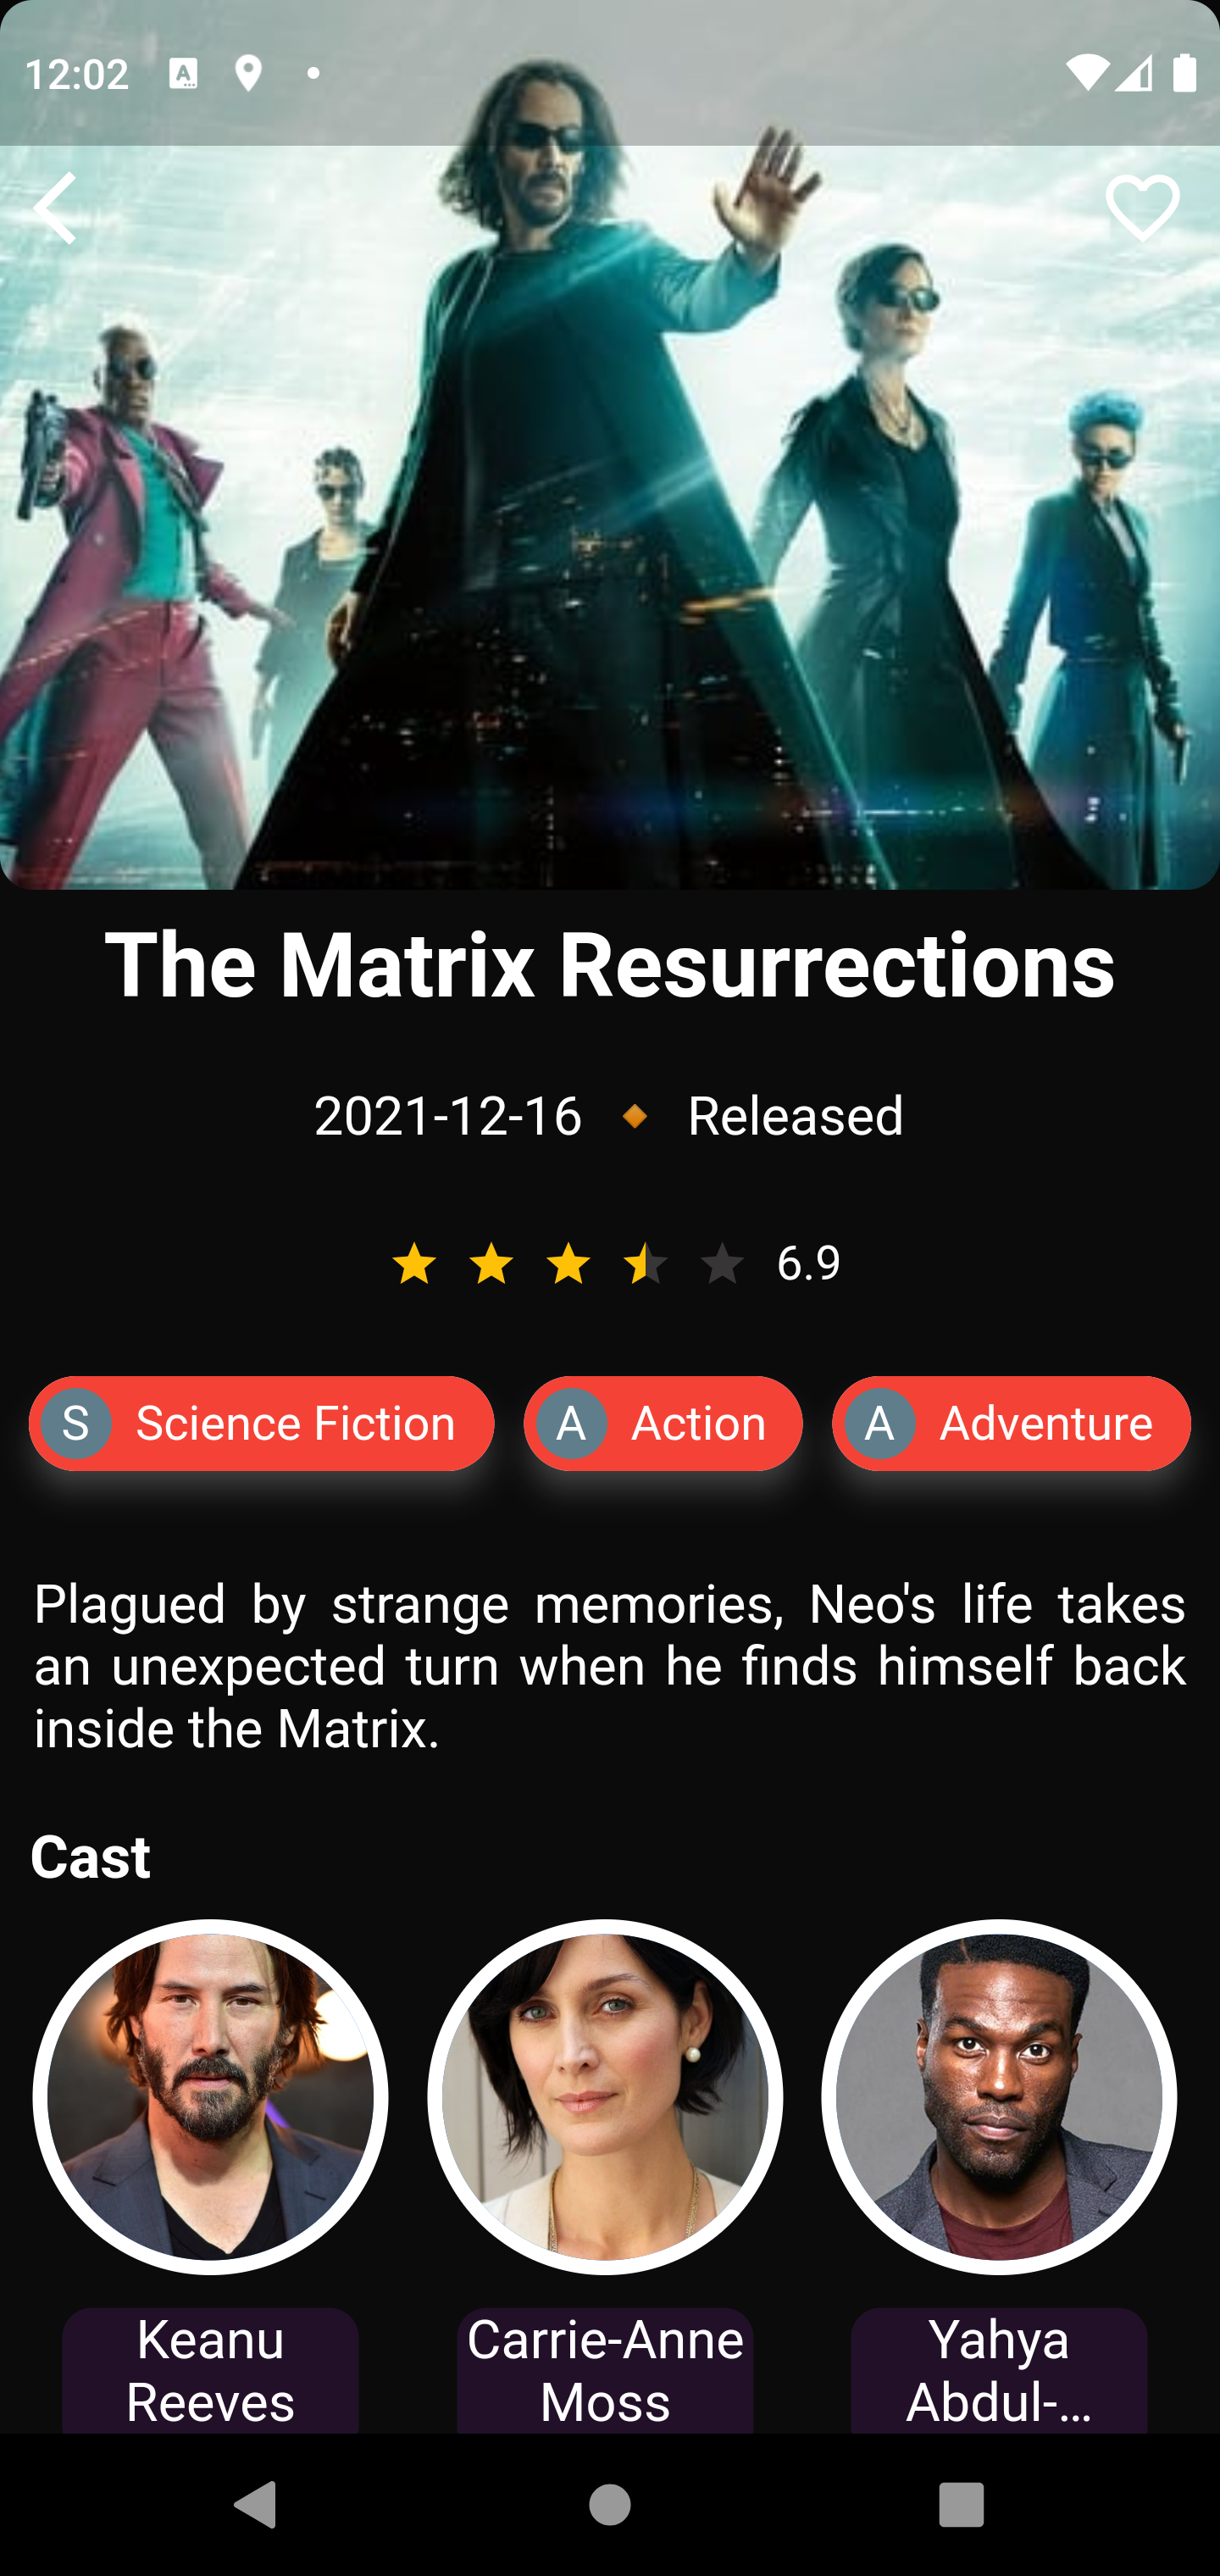 12:02
The Matrix Resurrections
2021-12-16 🔸 Released
6.9
S Science Fiction A Action A Adventure
Plagued by strange memories, Neo's life takes
an unexpected turn when he finds himself back
inside the Matrix.
Cast
Keanu
Reeves
Carrie-Anne
Moss
Yahya
Abdul-...